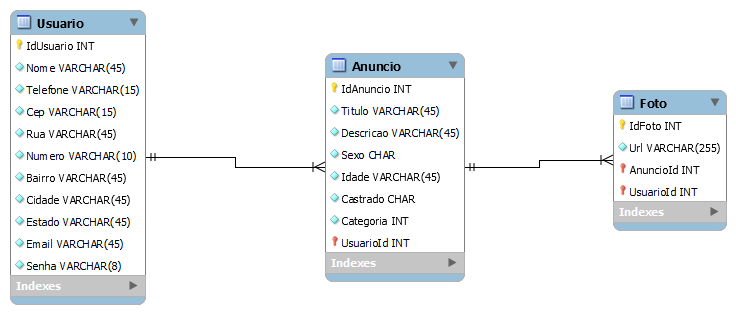 Usuario
IdUsuario INT
Nome VARCHAR(45)
Telefone VARCHAR(15)
Cep VARCHAR(15)
Rua VARCHAR(45)
Numero VARCHAR(10)
Bairro VARCHAR(45)
Cidade VARCHAR(45)
Estado VARCHAR(45)
Email VARCHAR(45)
Senha VARCHAR(8)
Indexes
Anuncio
IdAnuncio INT
Titulo VARCHAR(45)
Descricao VARCHAR(45)
Sexo CHAR
Idade VARCHAR(45)
Castrado CHAR
Categoria INT
UsuarioId INT
Indexes
Foto
IdFoto INT
Url VARCHAR(255)
AnuncioId INT
UsuarioId INT
Indexes